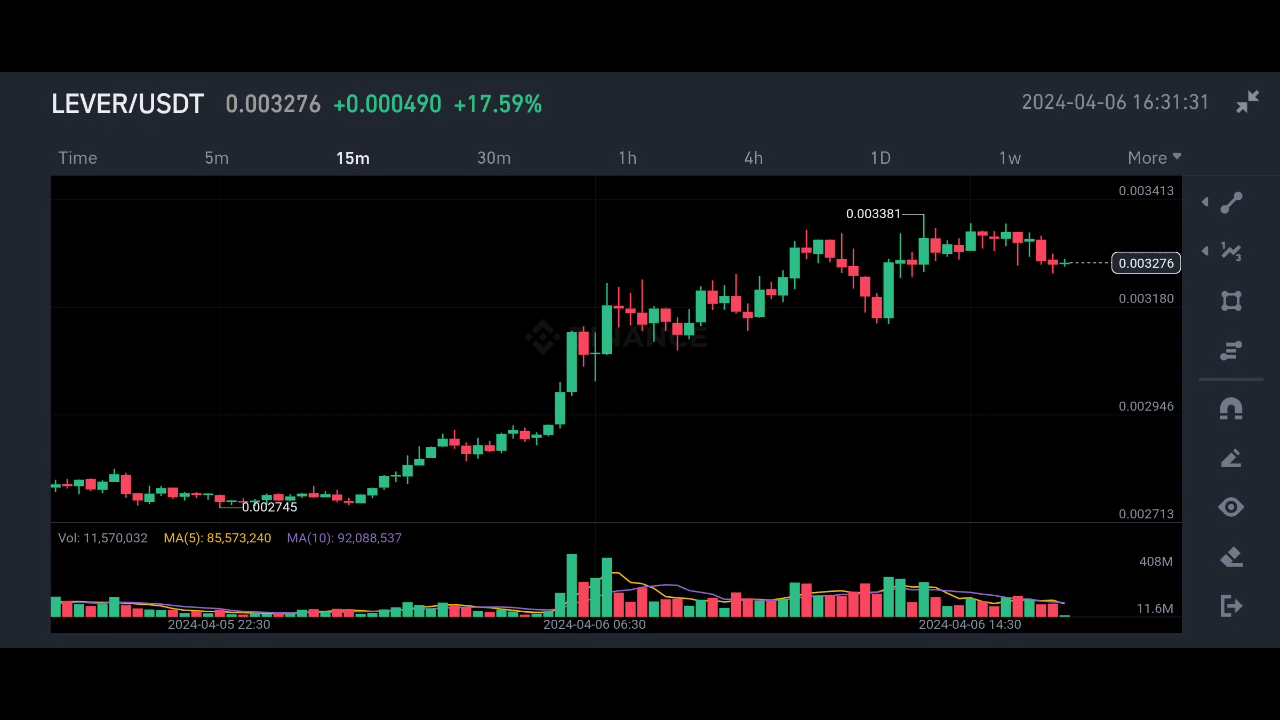 LEVER/USDT 0.003276 +0.000490 +17.59% 2024-04-06 16:31:31
Time 5m 15m 30m 1h 4h 1D 1w More
0.003413
0.003381
0.003276
0.003180
BINANCE
0.002946
0.002745
0.002713
Vol: 11,570,032 MA(5): 85,573,240 MA(10): 92,088,537
408M
11.6M
2024-04-05 22:30 2024-04-06 06:30 2024-04-06 14:30